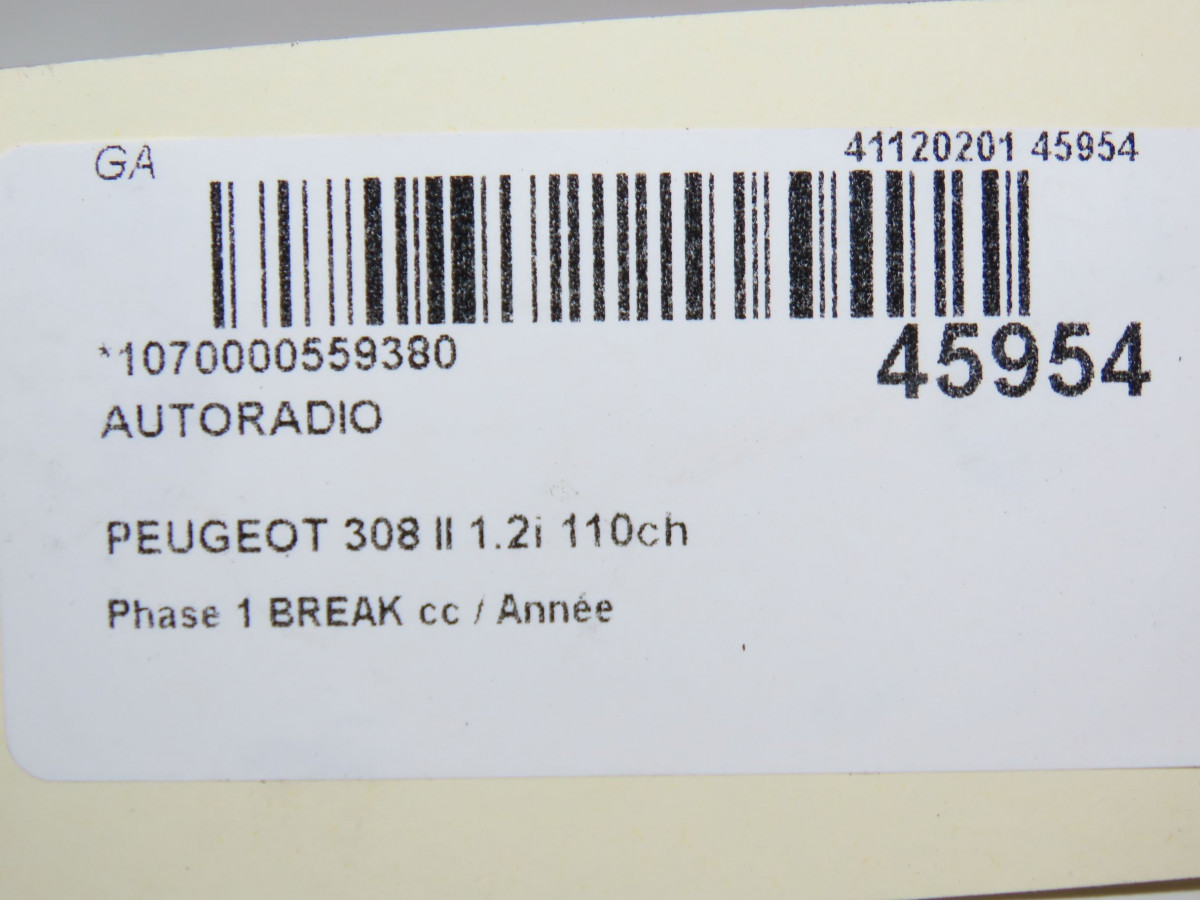 GA
41120201 45954
*1070000559380
45954
AUTORADIO
PEUGEOT 308 II 1.2i 110ch
Phase 1 BREAK cc / Année